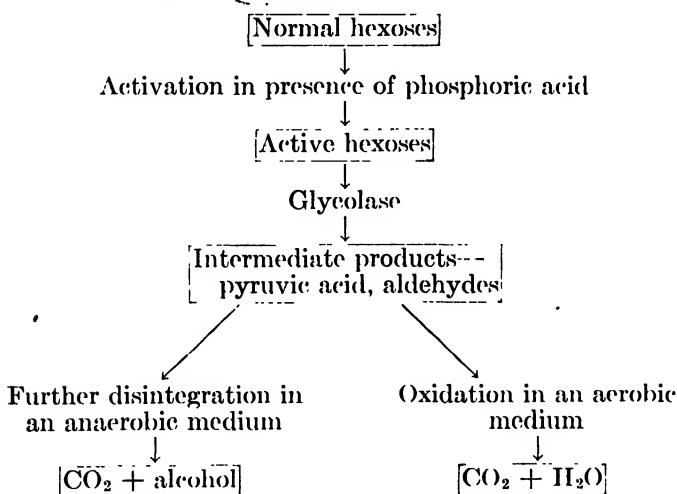 Normal hexoses
Activation in presence of phosphoric acid
Active hexoses
Glycolase
Intermediate products—
pyruvic acid, aldehydes
Further disintegration in
an anaerobic medium
Oxidation in an aerobic
medium
CO₂ + alcohol
CO₂ + H₂O